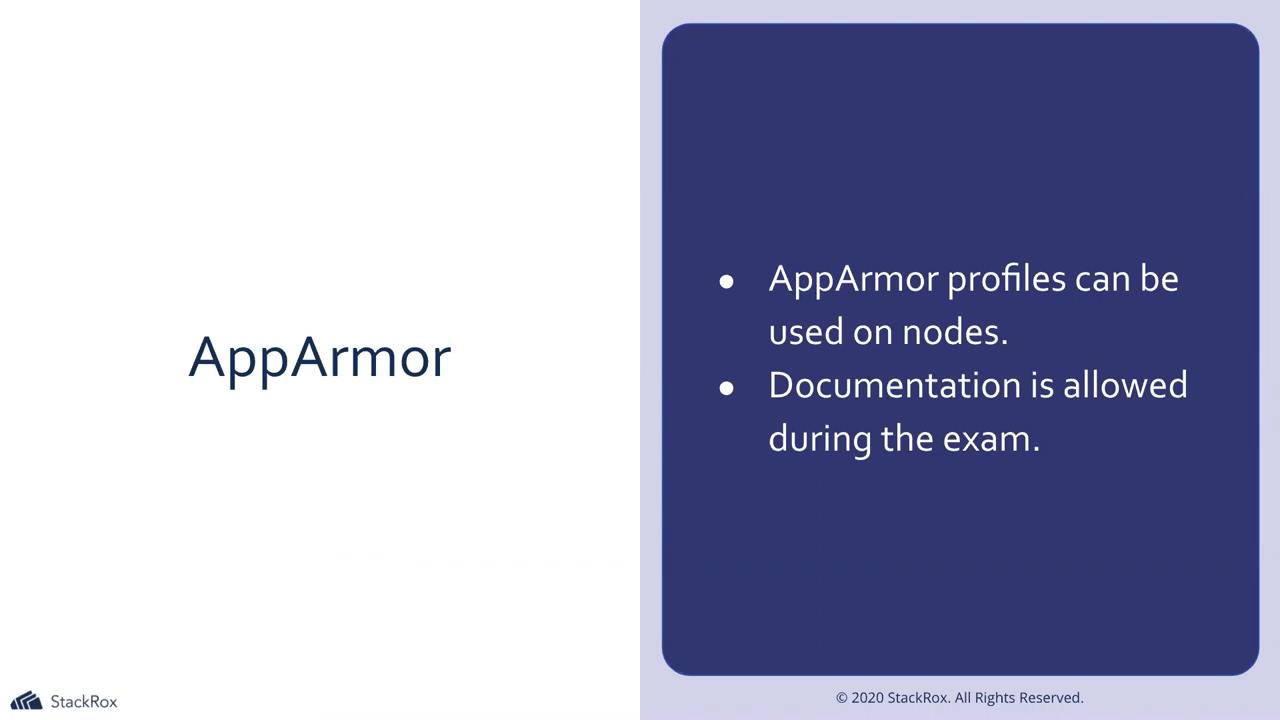 AppArmor
● AppArmor profiles can be
used on nodes.
● Documentation is allowed
during the exam.
StackRox
© 2020 StackRox. All Rights Reserved.